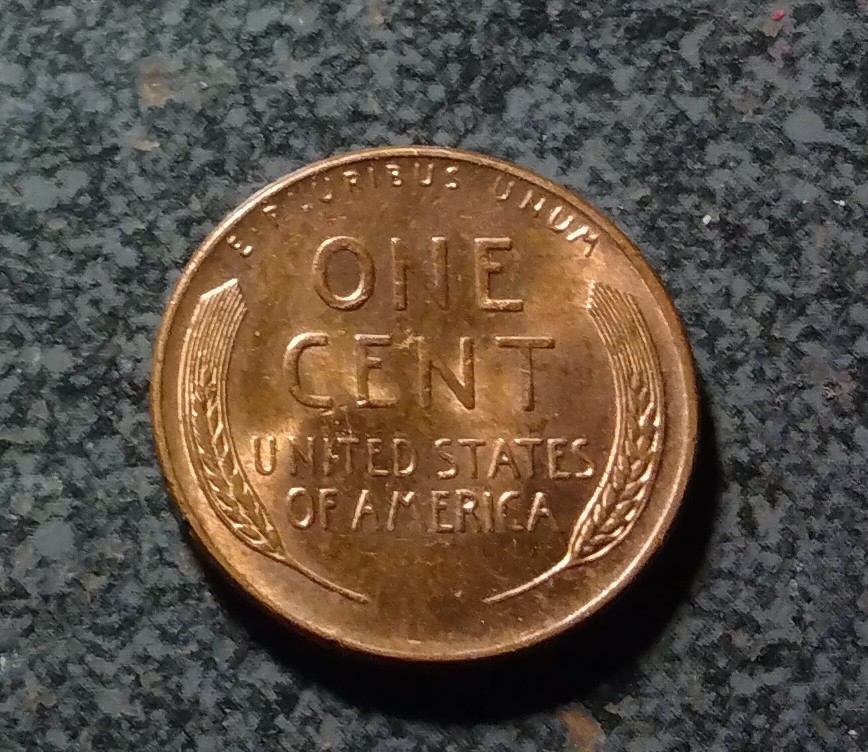 E · PLURIBUS UNUM
ONE
CENT
UNITED STATES
OF AMERICA